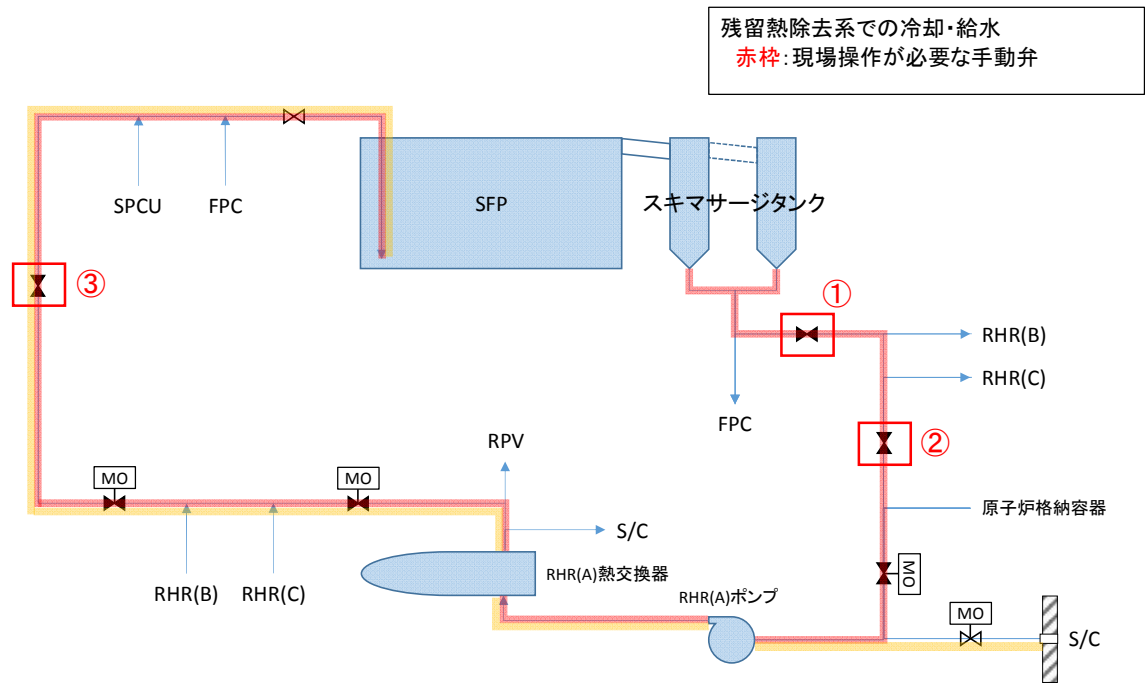 残留熱除去系での冷却・給水
赤枠:現場操作が必要な手動弁
SPCU
FPC
SFP
スキマサージタンク
③
①
RHR(B)
RHR(C)
FPC
②
RPV
MO
MO
S/C
原子炉格納容器
RHR(B)
RHR(C)
RHR(A)熱交換器
RHR(A)ポンプ
MO
MO
S/C